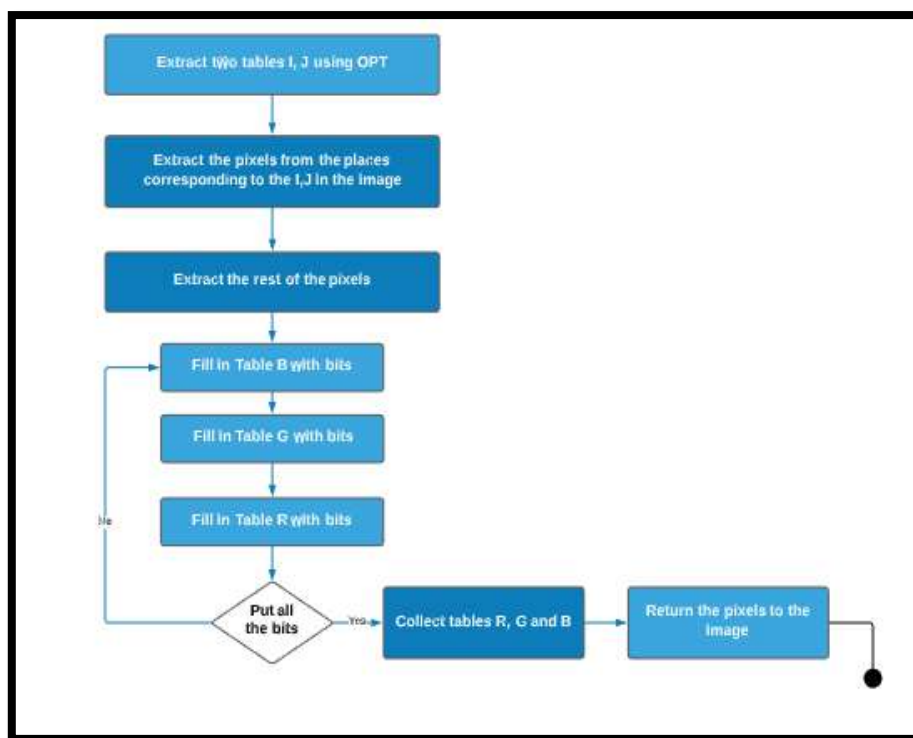 Extract two tables I, J using OPT
Extract the pixels from the places
corresponding to the I,J in the image
Extract the rest of the pixels
Fill in Table B with bits
Fill in Table G with bits
Fill in Table R with bits
No
Put all
the bits
Yes
Collect tables R, G and B
Return the pixels to the
image